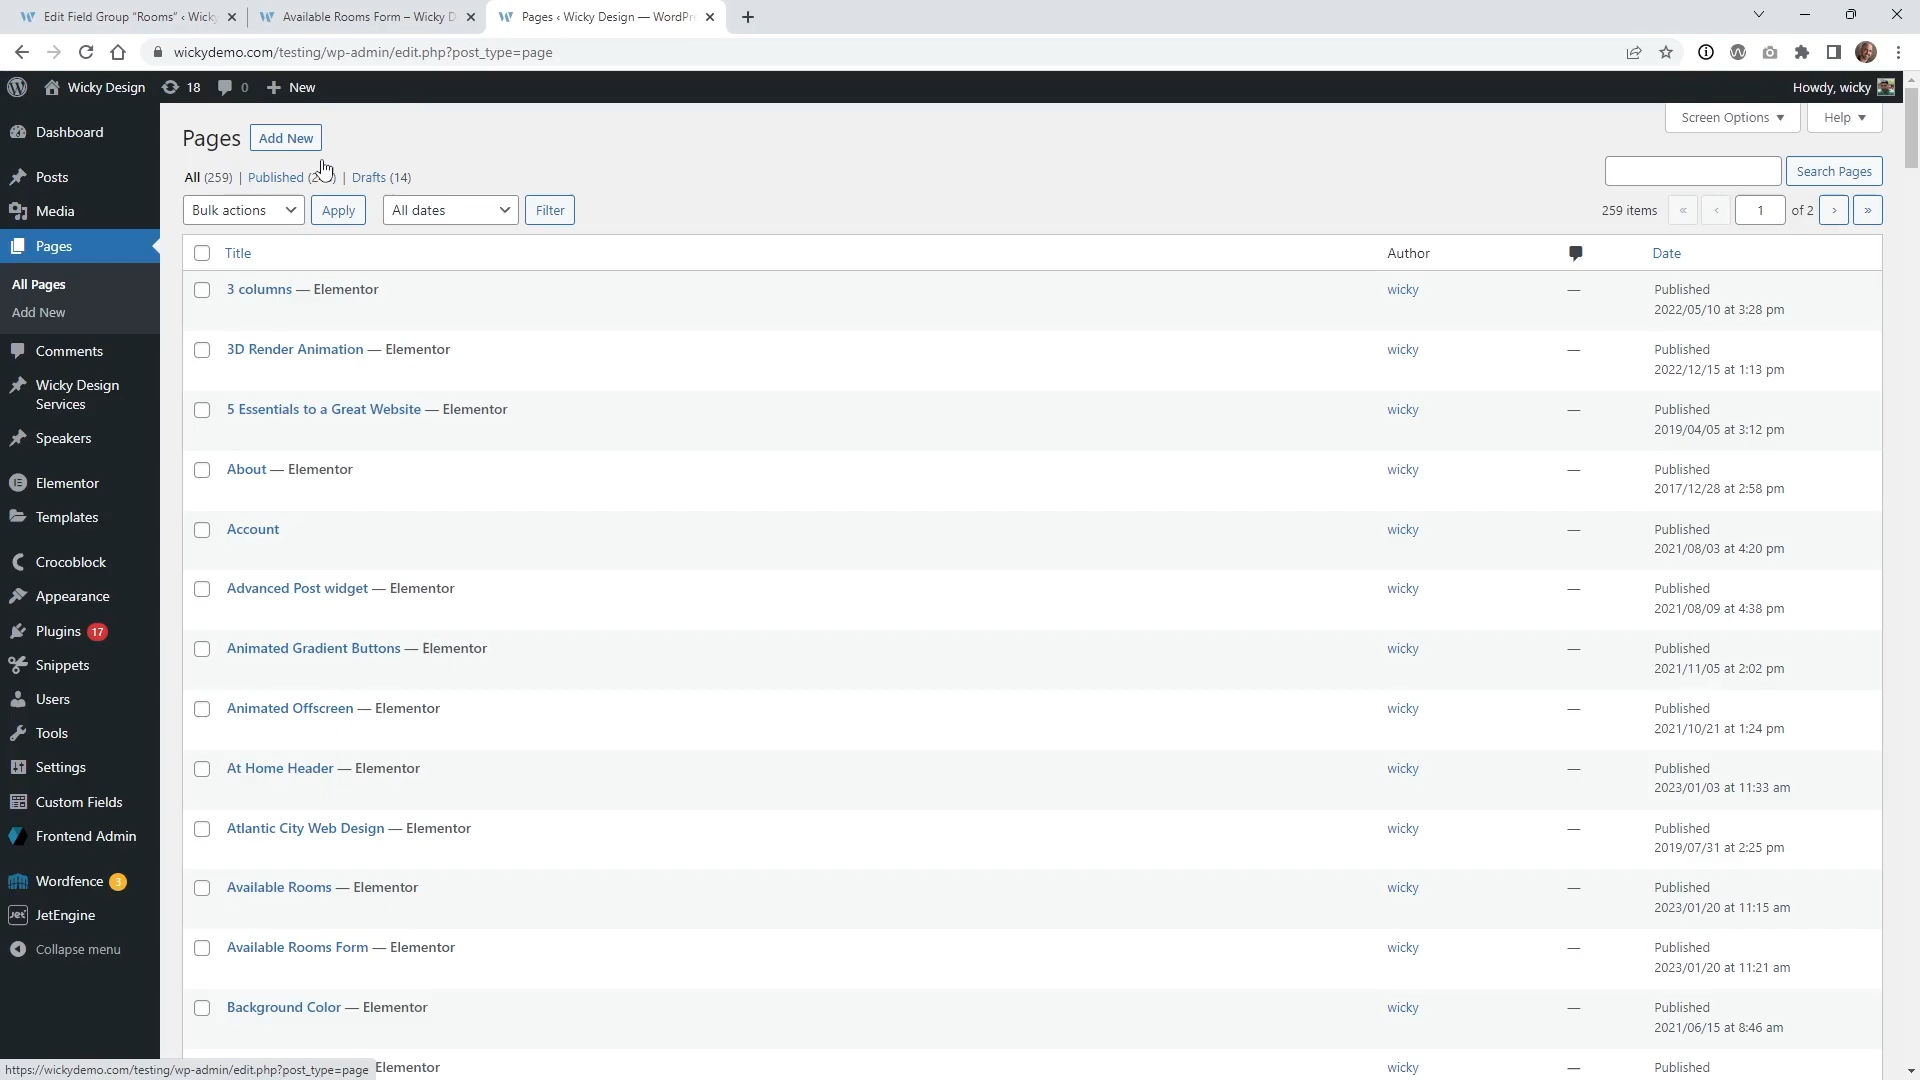 Edit Field Group "Rooms" ‹ Wicky
Available Rooms Form – Wicky D
Pages ‹ Wicky Design — WordPre
wickydemo.com/testing/wp-admin/edit.php?post_type=page
Wicky Design
18
0
New
Howdy, wicky
Dashboard
Posts
Media
Pages
All Pages
Add New
Comments
Wicky Design
Services
Speakers
Elementor
Templates
Crocoblock
Appearance
Plugins 17
Snippets
Users
Tools
Settings
Custom Fields
Frontend Admin
Wordfence 3
Jet JetEngine
Collapse menu
Pages Add New
Screen Options Help
All (259) | Published | Drafts (14)
Search Pages
Bulk actions Apply All dates Filter
259 items « ‹ 1 of 2 › »
Title Author Date
3 columns — Elementor wicky — Published
2022/05/10 at 3:28 pm
3D Render Animation — Elementor wicky — Published
2022/12/15 at 1:13 pm
5 Essentials to a Great Website — Elementor wicky — Published
2019/04/05 at 3:12 pm
About — Elementor wicky — Published
2017/12/28 at 2:58 pm
Account wicky — Published
2021/08/03 at 4:20 pm
Advanced Post widget — Elementor wicky — Published
2021/08/09 at 4:38 pm
Animated Gradient Buttons — Elementor wicky — Published
2021/11/05 at 2:02 pm
Animated Offscreen — Elementor wicky — Published
2021/10/21 at 1:24 pm
At Home Header — Elementor wicky — Published
2023/01/03 at 11:33 am
Atlantic City Web Design — Elementor wicky — Published
2019/07/31 at 2:25 pm
Available Rooms — Elementor wicky — Published
2023/01/20 at 11:15 am
Available Rooms Form — Elementor wicky — Published
2023/01/20 at 11:21 am
Background Color — Elementor wicky — Published
2021/06/15 at 8:46 am
Elementor wicky — Published
https://wickydemo.com/testing/wp-admin/edit.php?post_type=page